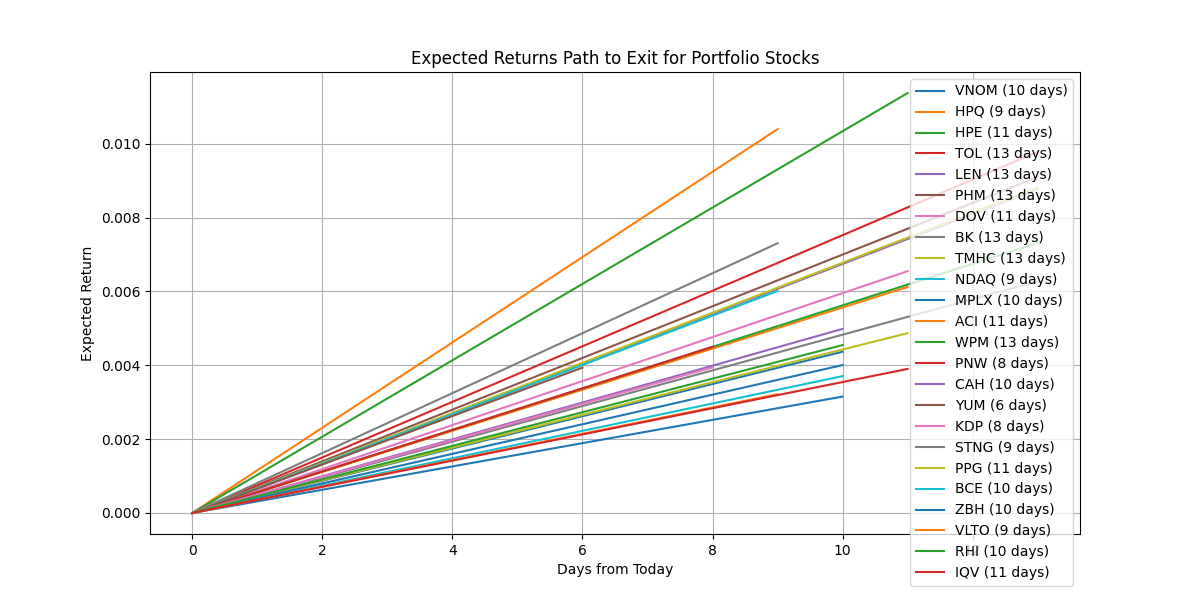 Expected Returns Path to Exit for Portfolio Stocks
Expected Return
0.010
0.008
0.006
0.004
0.002
0.000
0
2
4
6
8
10
Days from Today
VNOM (10 days)
HPQ (9 days)
HPE (11 days)
TOL (13 days)
LEN (13 days)
PHM (13 days)
DOV (11 days)
BK (13 days)
TMHC (13 days)
NDAQ (9 days)
MPLX (10 days)
ACI (11 days)
WPM (13 days)
PNW (8 days)
CAH (10 days)
YUM (6 days)
KDP (8 days)
STNG (9 days)
PPG (11 days)
BCE (10 days)
ZBH (10 days)
VLTO (9 days)
RHI (10 days)
IQV (11 days)